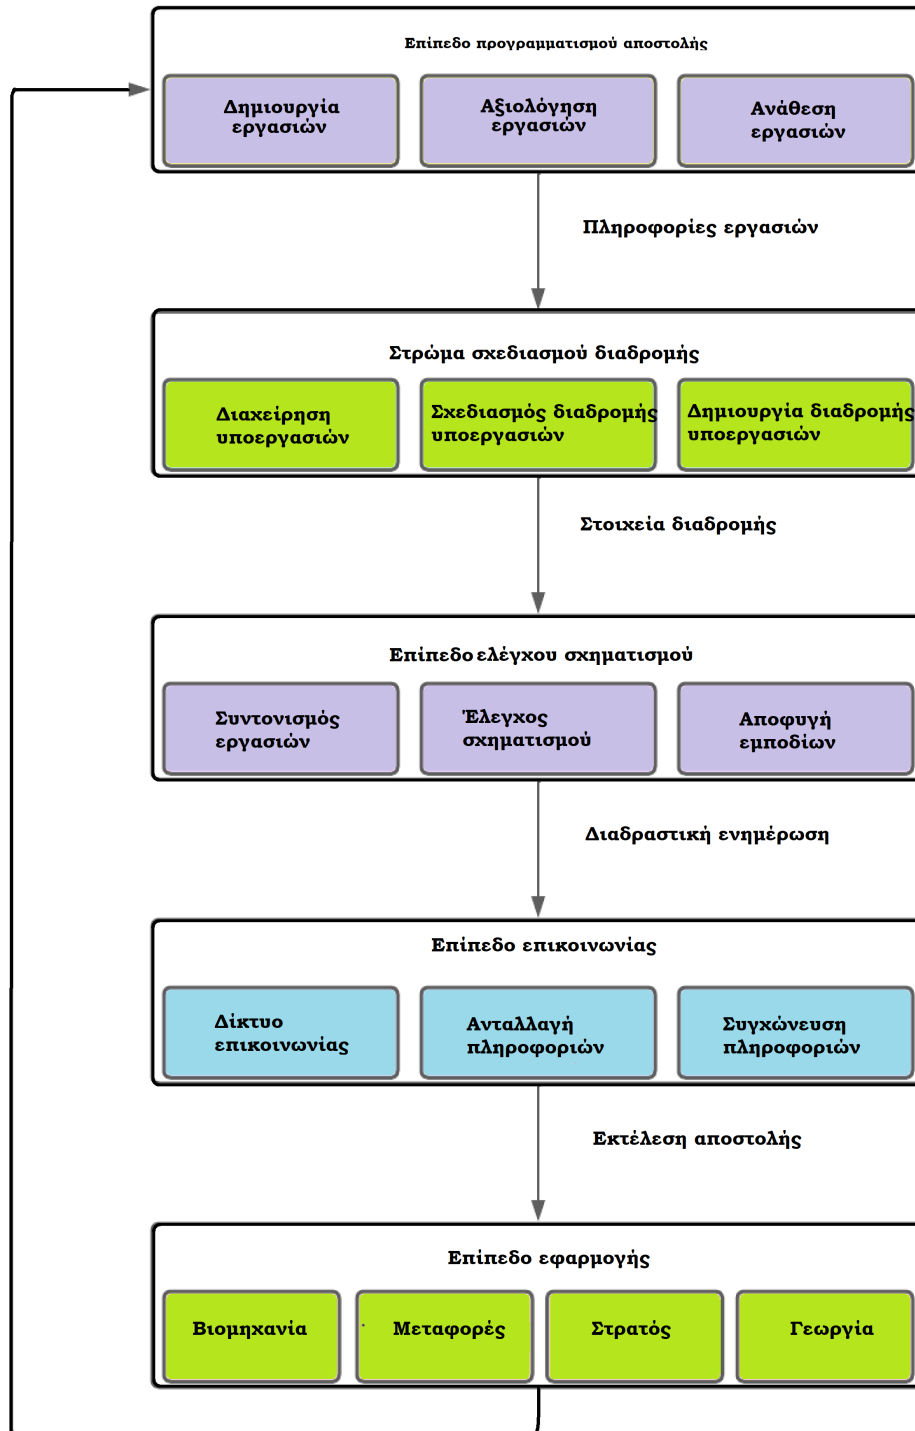 Επίπεδο προγραμματισμού αποστολής
Δημιουργία
εργασιών
Αξιολόγηση
εργασιών
Ανάθεση
εργασιών
Πληροφορίες εργασιών
Στρώμα σχεδιασμού διαδρομής
Διαχείρηση
υποεργασιών
Σχεδιασμός διαδρομής
υποεργασιών
Δημιουργία διαδρομής
υποεργασιών
Στοιχεία διαδρομής
Επίπεδο ελέγχου σχηματισμού
Συντονισμός
εργασιών
Έλεγχος
σχηματισμού
Αποφυγή
εμποδίων
Διαδραστική ενημέρωση
Επίπεδο επικοινωνίας
Δίκτυο
επικοινωνίας
Ανταλλαγή
πληροφοριών
Συγχώνευση
πληροφοριών
Εκτέλεση αποστολής
Επίπεδο εφαρμογής
Βιομηχανία
Μεταφορές
Στρατός
Γεωργία